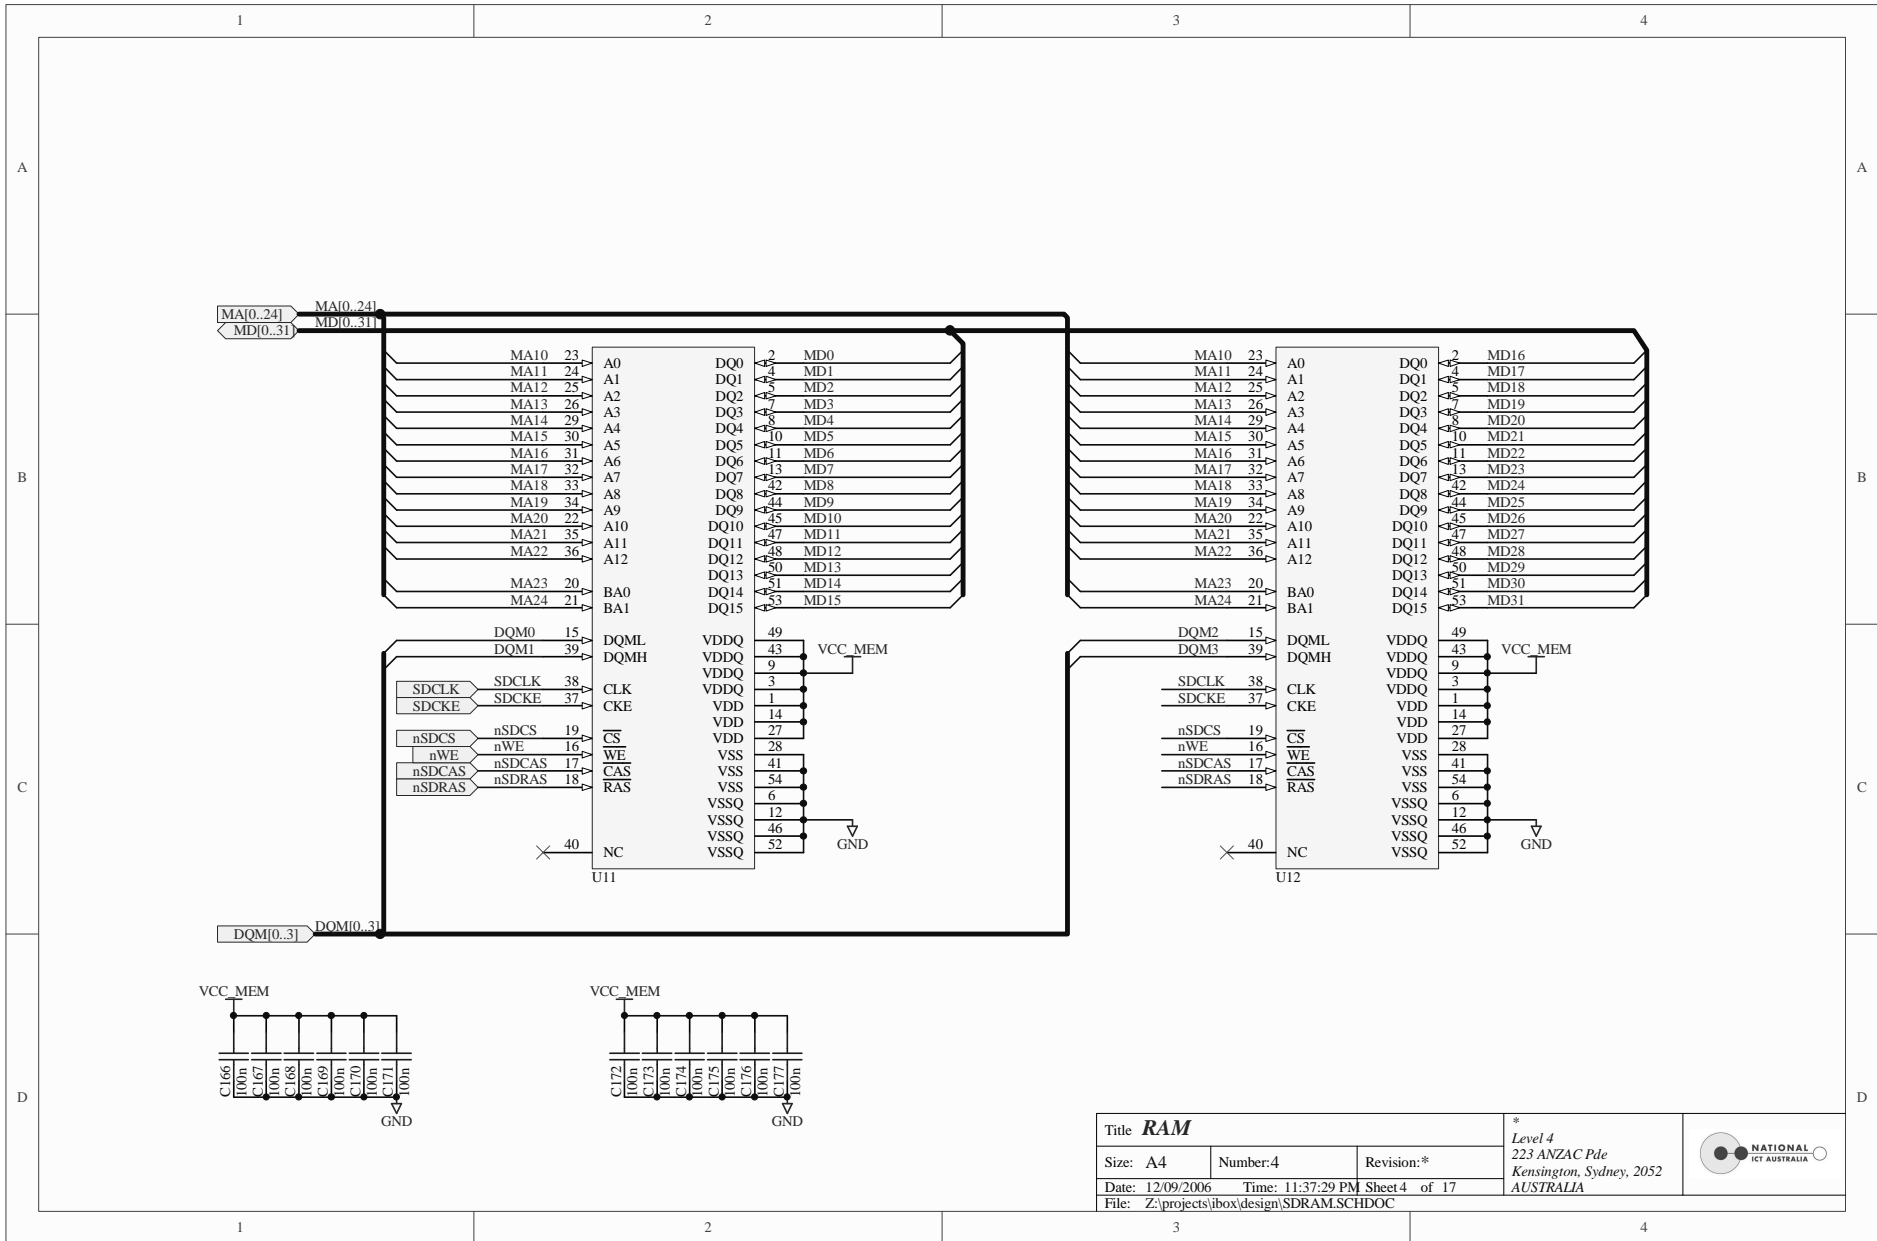 1 2 3 4
A A
MA[0..24] MA[0..24]
MD[0..31] MD[0..31]
MA10 23 A0 DQ0 2 MD0
MA11 24 A1 DQ1 4 MD1
MA12 25 A2 DQ2 5 MD2
MA13 26 A3 DQ3 7 MD3
MA14 29 A4 DQ4 8 MD4
MA15 30 A5 DQ5 10 MD5
MA16 31 A6 DQ6 11 MD6
MA17 32 A7 DQ7 13 MD7
MA18 33 A8 DQ8 42 MD8
MA19 34 A9 DQ9 44 MD9
MA20 22 A10 DQ10 45 MD10
MA21 35 A11 DQ11 47 MD11
MA22 36 A12 DQ12 48 MD12
DQ13 50 MD13
MA23 20 BA0 DQ14 51 MD14
MA24 21 BA1 DQ15 53 MD15
DQM0 15 DQML VDDQ 49
DQM1 39 DQMH VDDQ 43 VCC_MEM
VDDQ 9
SDCLK SDCLK 38 CLK VDDQ 3
SDCKE SDCKE 37 CKE VDD 1
VDD 14
nSDCS nSDCS 19 CS VDD 27
nWE nWE 16 WE VSS 28
nSDCAS nSDCAS 17 CAS VSS 41
nSDRAS nSDRAS 18 RAS VSS 54
VSSQ 6
VSSQ 12
VSSQ 46 GND
40 NC VSSQ 52
U11
MA10 23 A0 DQ0 2 MD16
MA11 24 A1 DQ1 4 MD17
MA12 25 A2 DQ2 5 MD18
MA13 26 A3 DQ3 7 MD19
MA14 29 A4 DQ4 8 MD20
MA15 30 A5 DQ5 10 MD21
MA16 31 A6 DQ6 11 MD22
MA17 32 A7 DQ7 13 MD23
MA18 33 A8 DQ8 42 MD24
MA19 34 A9 DQ9 44 MD25
MA20 22 A10 DQ10 45 MD26
MA21 35 A11 DQ11 47 MD27
MA22 36 A12 DQ12 48 MD28
DQ13 50 MD29
MA23 20 BA0 DQ14 51 MD30
MA24 21 BA1 DQ15 53 MD31
DQM2 15 DQML VDDQ 49
DQM3 39 DQMH VDDQ 43 VCC_MEM
VDDQ 9
SDCLK 38 CLK VDDQ 3
SDCKE 37 CKE VDD 1
VDD 14
nSDCS 19 CS VDD 27
nWE 16 WE VSS 28
nSDCAS 17 CAS VSS 41
nSDRAS 18 RAS VSS 54
VSSQ 6
VSSQ 12
VSSQ 46 GND
40 NC VSSQ 52
U12
B B
C C
DQM[0..3] DQM[0..3]
VCC_MEM
C166 100n C167 100n C168 100n C169 100n C170 100n C171 100n
GND
VCC_MEM
C172 100n C173 100n C174 100n C175 100n C176 100n C177 100n
GND
D D
Title RAM
Size: A4 Number:4 Revision:*
Date: 12/09/2006 Time: 11:37:29 PM Sheet 4 of 17
File: Z:\projects\ibox\design\SDRAM.SCHDOC
*
Level 4
223 ANZAC Pde
Kensington, Sydney, 2052
AUSTRALIA
NATIONAL
ICT AUSTRALIA
1 2 3 4